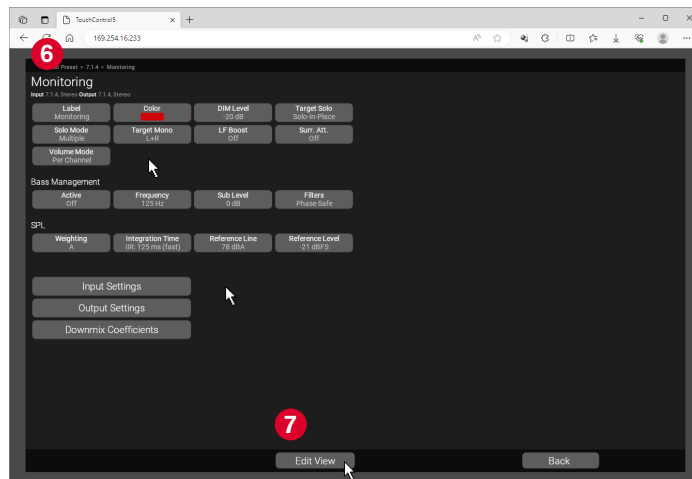 TouchControl5
169.254.16.233
6
Preset > 7.1.4 > Monitoring
Monitoring
Input 7.1.4, Stereo Output 7.1.4, Stereo
Label Color DIM Level Target Solo
Monitoring -20 dB Solo-In-Place
Solo Mode Target Mono LF Boost Surr. Att.
Multiple L+R Off Off
Volume Mode
Per Channel
Bass Management
Active Frequency Sub Level Filters
Off 125 Hz 0 dB Phase Safe
SPL
Weighting Integration Time Reference Line Reference Level
A IIR: 125 ms (fast) 78 dBA -21 dBFS
Input Settings
Output Settings
Downmix Coefficients
7
Edit View Back